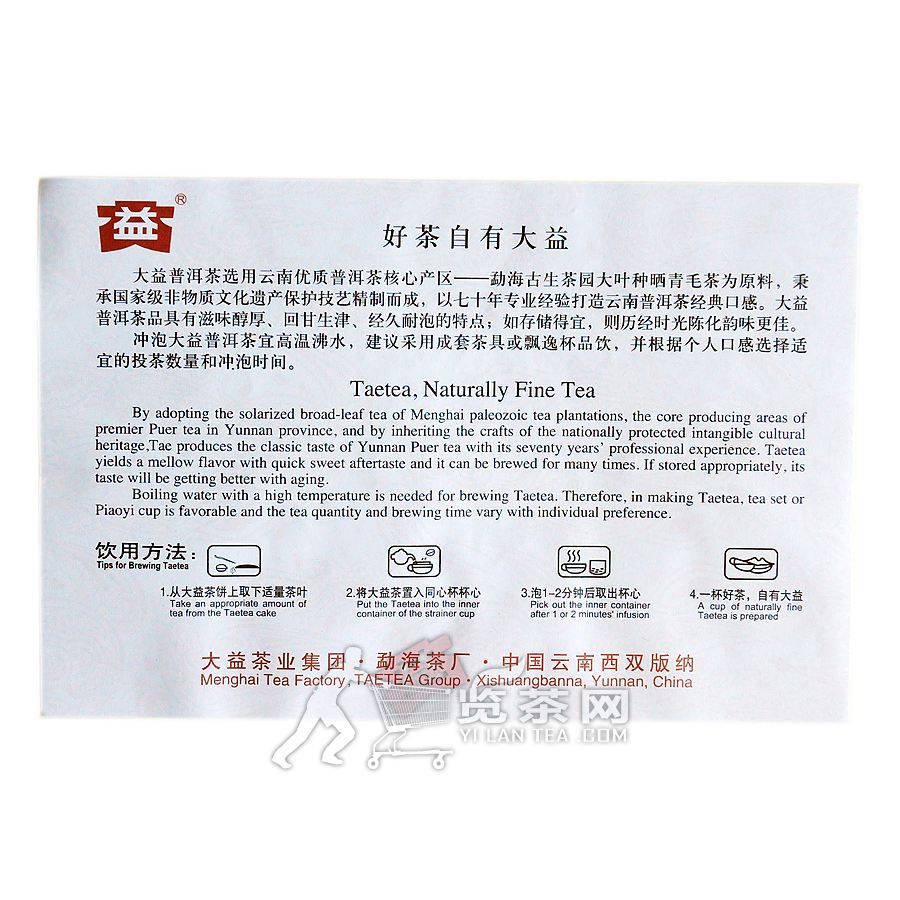 益®
好茶自有大益
大益普洱茶选用云南优质普洱茶核心产区——勐海古生茶园大叶种晒青毛茶为原料，秉
承国家级非物质文化遗产保护技艺精制而成，以七十年专业经验打造云南普洱茶经典口感。大益
普洱茶品具有滋味醇厚、回甘生津、经久耐泡的特点；如存储得宜，则历经时光陈化韵味更佳。
冲泡大益普洱茶宜高温沸水，建议采用成套茶具或飘逸杯品饮，并根据个人口感选择适
宜的投茶数量和冲泡时间。
Taetea, Naturally Fine Tea
By adopting the solarized broad-leaf tea of Menghai paleozoic tea plantations, the core producing areas of
premier Puer tea in Yunnan province, and by inheriting the crafts of the nationally protected intangible cultural
heritage,Tae produces the classic taste of Yunnan Puer tea with its seventy years' professional experience. Taetea
yields a mellow flavor with quick sweet aftertaste and it can be brewed for many times. If stored appropriately, its
taste will be getting better with aging.
Boiling water with a high temperature is needed for brewing Taetea. Therefore, in making Taetea, tea set or
Piaoyi cup is favorable and the tea quantity and brewing time vary with individual preference.
饮用方法：
Tips for Brewing Taetea
1.从大益茶饼上取下适量茶叶
Take an appropriate amount of
tea from the Taetea cake
2.将大益茶置入同心杯杯心
Put the Taetea into the inner
container of the strainer cup
3.泡1-2分钟后取出杯心
Pick out the inner container
after 1 or 2 minutes' infusion
4.一杯好茶，自有大益
A cup of naturally fine
Taetea is prepared
大益茶业集团·勐海茶厂·中国云南西双版纳
Menghai Tea Factory, TAETEA Group · Xishuangbanna, Yunnan, China
览茶网
YI LAN TEA .COM